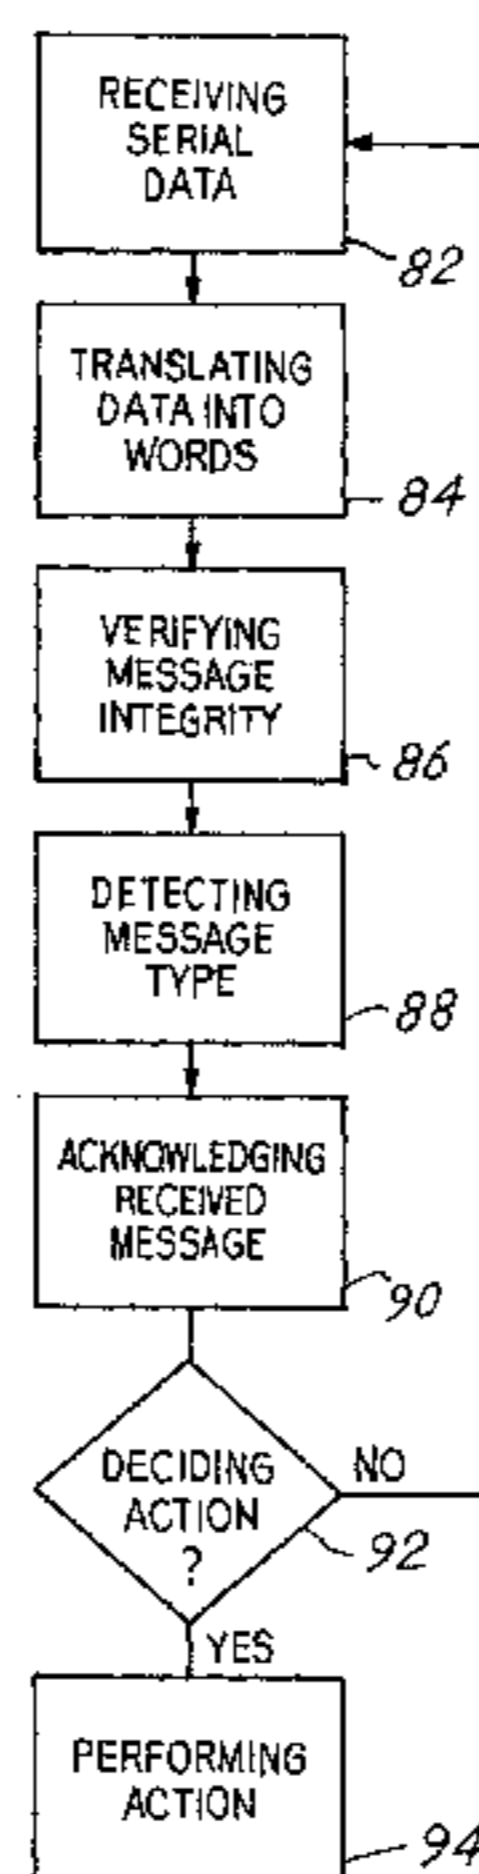 RECEIVING
SERIAL
DATA
82
TRANSLATING
DATA INTO
WORDS
84
VERIFYING
MESSAGE
INTEGRITY
86
DETECTING
MESSAGE
TYPE
88
ACKNOWLEDGING
RECEIVED
MESSAGE
90
DECIDING
ACTION
?
NO
92
YES
PERFORMING
ACTION
94